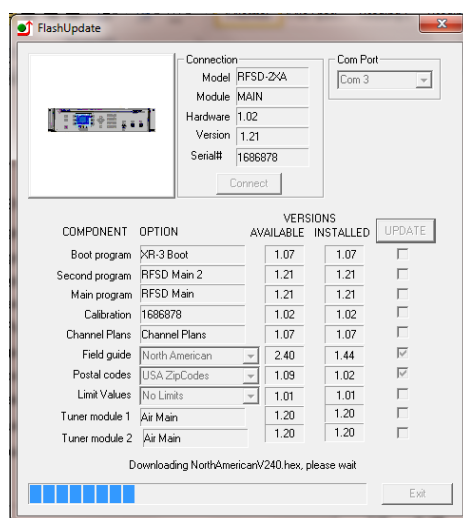 FlashUpdate
Connection
Com Port
Model RFSD-2XA
Com 3
Module MAIN
Hardware 1.02
Version 1.21
Serial# 1686878
Connect
VERSIONS
COMPONENT OPTION AVAILABLE INSTALLED UPDATE
Boot program XR-3 Boot 1.07 1.07
Second program RFSD Main 2 1.21 1.21
Main program RFSD Main 1.21 1.21
Calibration 1686878 1.02 1.02
Channel Plans Channel Plans 1.07 1.07
Field guide North American 2.40 1.44
Postal codes USA ZipCodes 1.09 1.02
Limit Values No Limits 1.01 1.01
Tuner module 1 Air Main 1.20 1.20
Tuner module 2 Air Main 1.20 1.20
Downloading NorthAmericanV240.hex, please wait
Exit